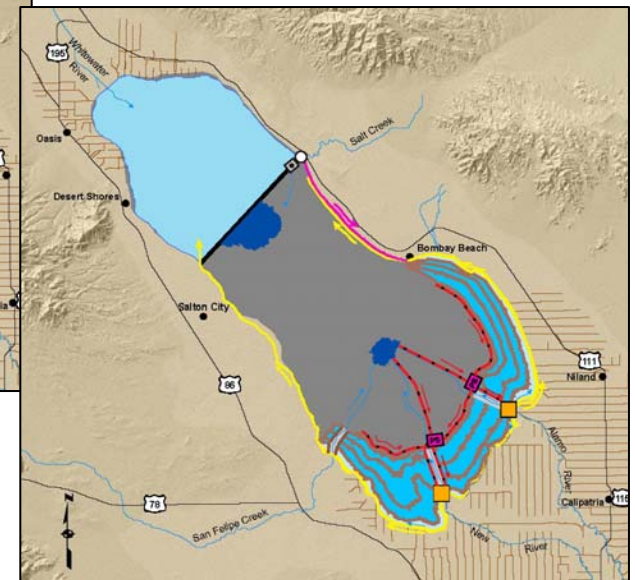 195
Whitewater
River
Oasis
Salt Creek
Desert Shores
Bombay Beach
Salton City
111
Niland
86
Alamo
River
78
Calipatria
115
San Felipe Creek
New
River